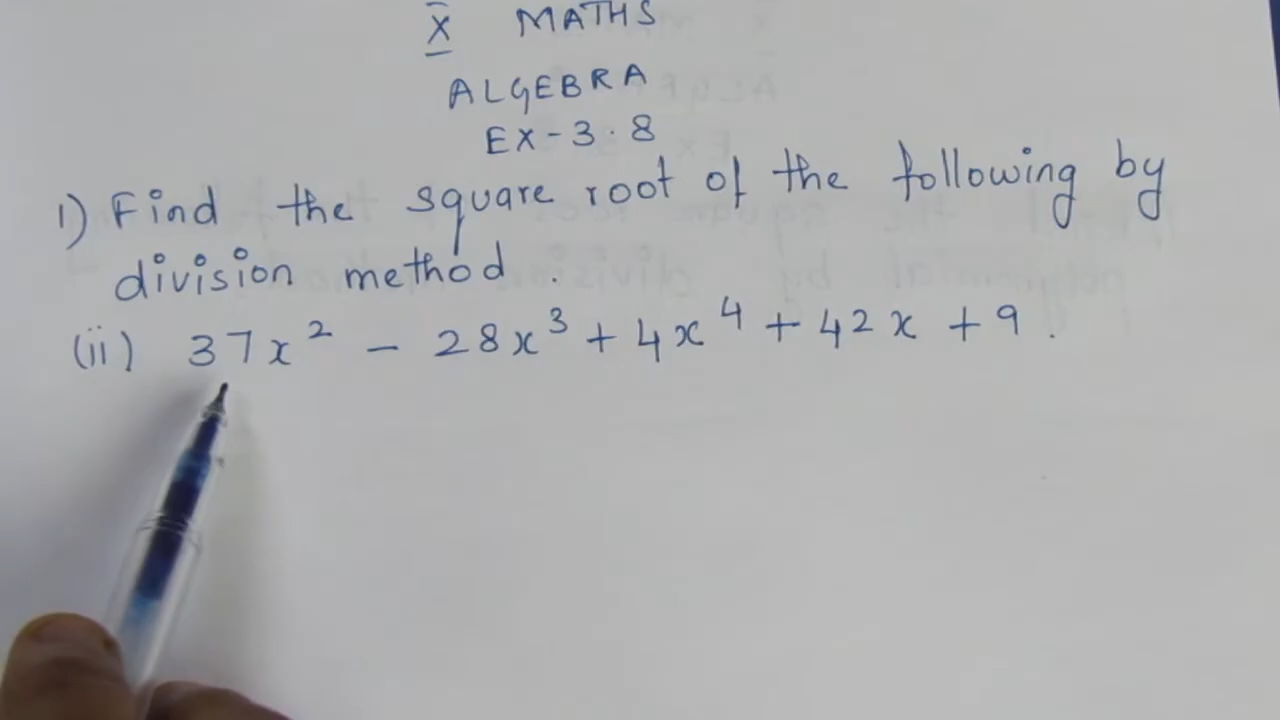 X MATHS
ALGEBRA
EX-3.8
1) Find the square root of the following by
division method.
(ii) 37x² - 28x³ + 4x⁴ + 42x + 9.